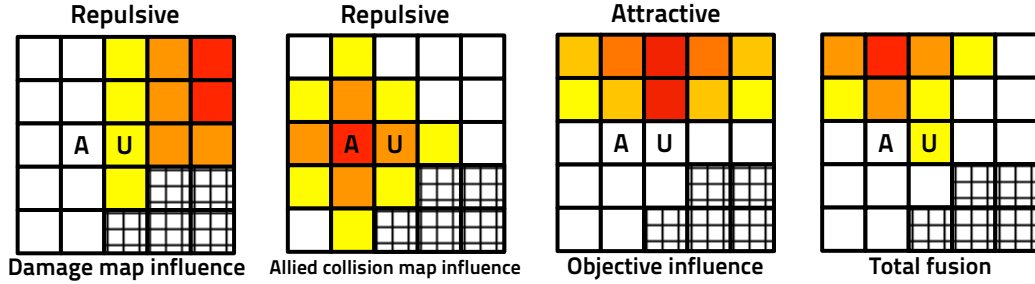 Repulsive
Repulsive
Attractive
A U
A U
A U
A U
Damage map influence
Allied collision map influence
Objective influence
Total fusion